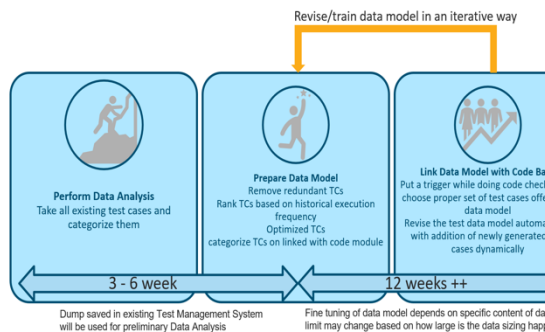 Revise/train data model in an iterative way
Perform Data Analysis
Take all existing test cases and
categorize them
Prepare Data Model
Remove redundant TCs
Rank TCs based on historical execution
frequency
Optimized TCs
categorize TCs on linked with code module
Link Data Model with Code Ba
Put a trigger while doing code check
choose proper set of test cases offe
data model
Revise the test data model automa
with addition of newly generated
cases dynamically
3 - 6 week
12 weeks ++
Dump saved in existing Test Management System
will be used for preliminary Data Analysis
Fine tuning of data model depends on specific content of da
limit may change based on how large is the data sizing happ